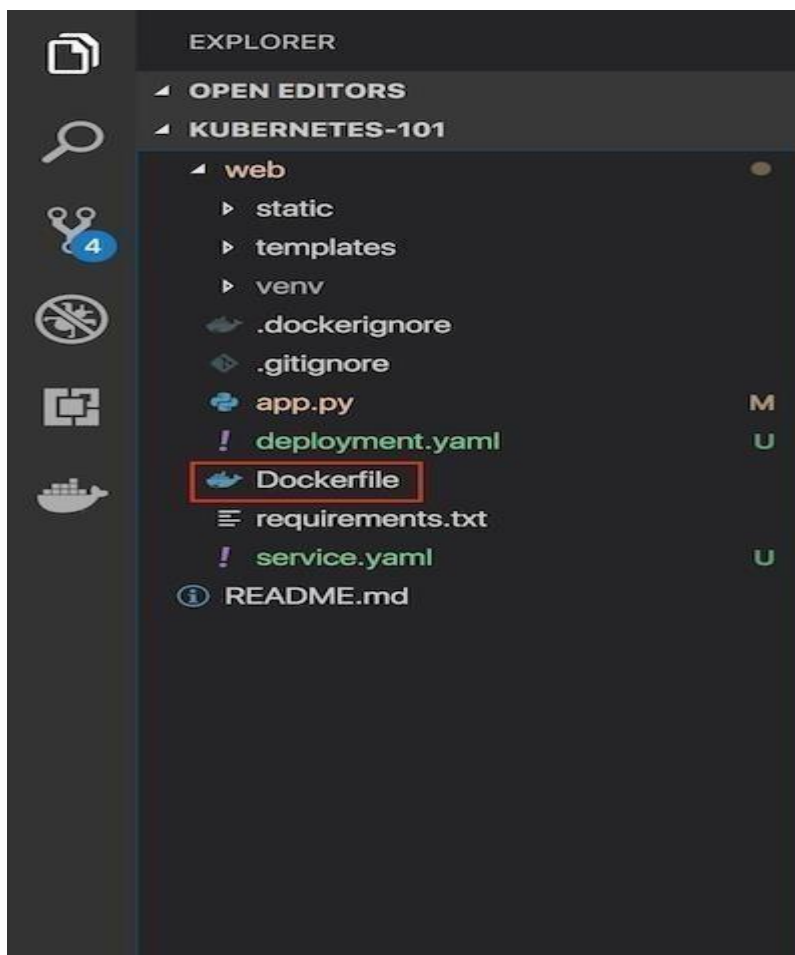 EXPLORER
OPEN EDITORS
KUBERNETES-101
web
static
templates
4
venv
.dockerignore
.gitignore
app.py M
deployment.yaml U
Dockerfile
requirements.txt
service.yaml U
README.md